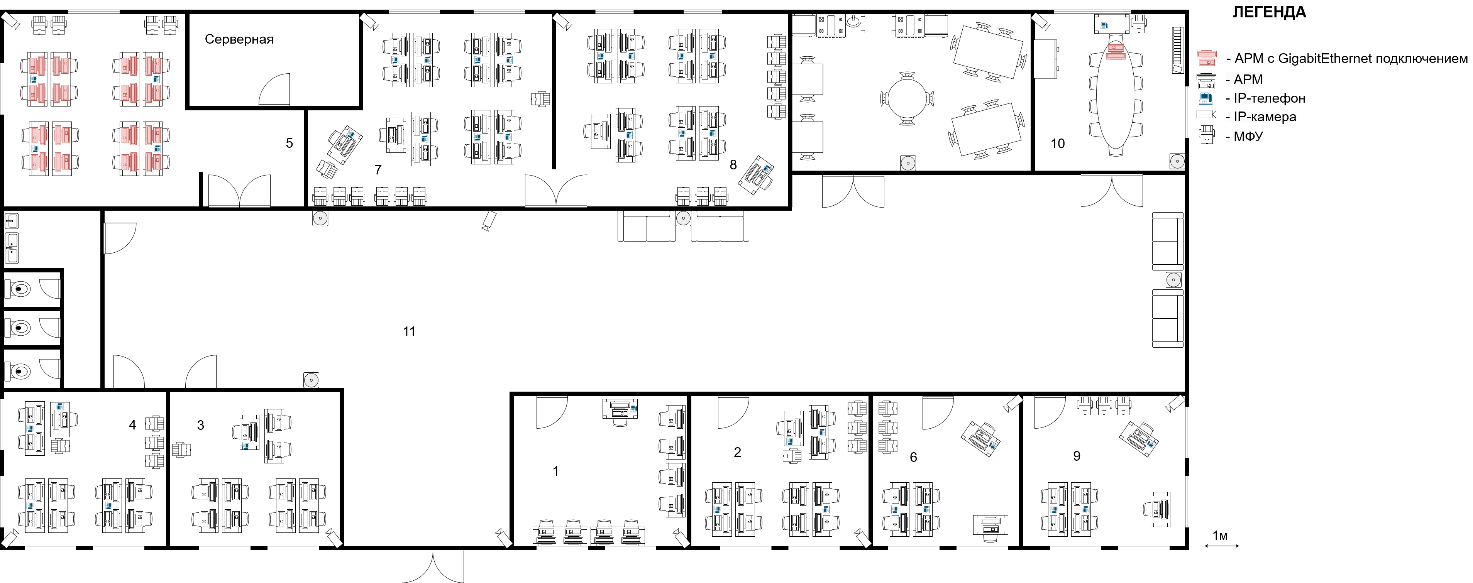 ЛЕГЕНДА
Серверная
- АРМ с GigabitEthernet подключением
- АРМ
- IP-телефон
- IP-камера
- МФУ
5
7
8
10
11
4
3
1
2
6
9
1м